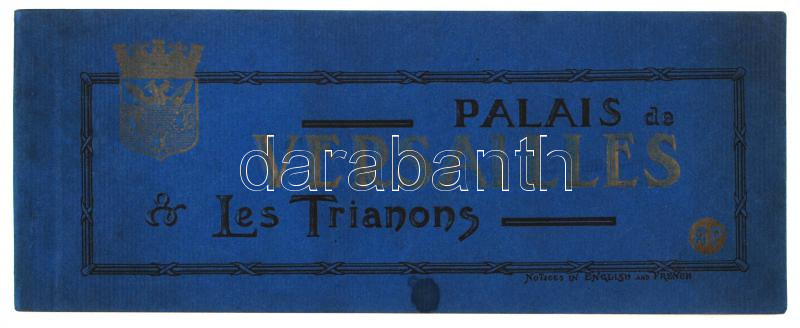 PALAIS de
VERSAILLES
& Les Trianons
NOTICES IN ENGLISH AND FRENCH
darabanth